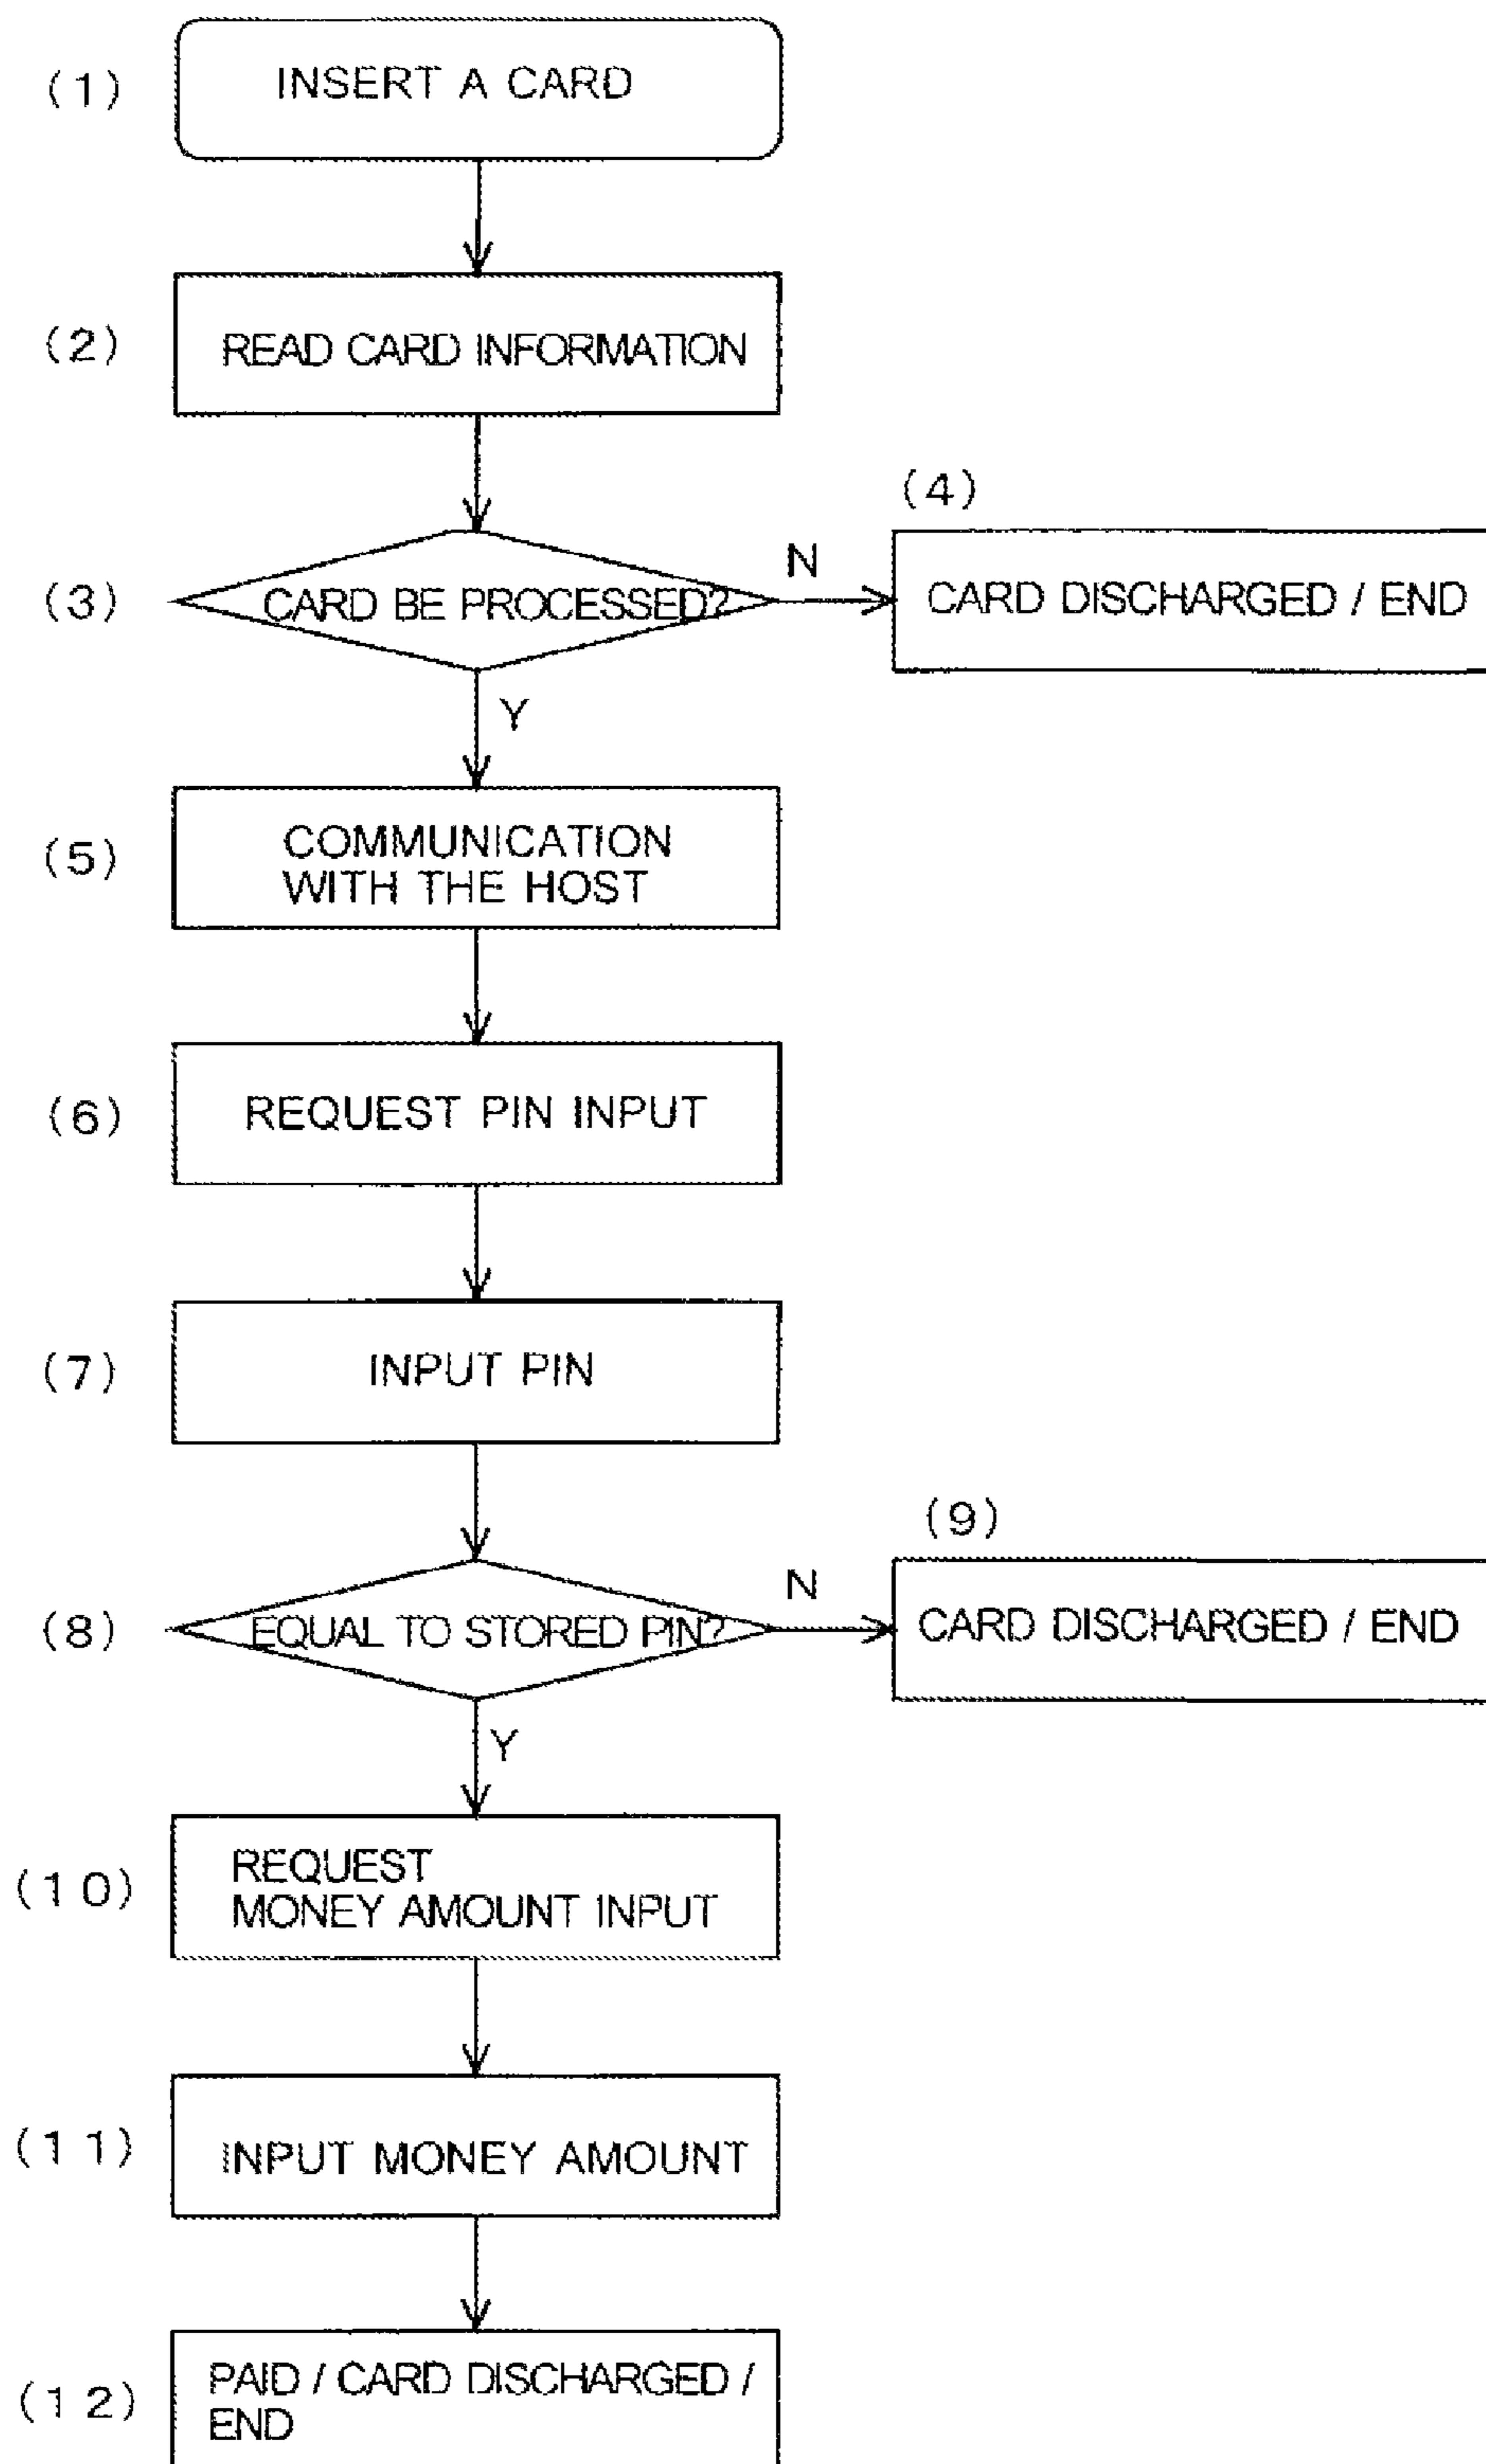 (1) INSERT A CARD
(2) READ CARD INFORMATION
(3) CARD BE PROCESSED?
N
(4)
CARD DISCHARGED / END
Y
(5) COMMUNICATION
WITH THE HOST
(6) REQUEST PIN INPUT
(7) INPUT PIN
(8) EQUAL TO STORED PIN?
N
(9)
CARD DISCHARGED / END
Y
(10) REQUEST
MONEY AMOUNT INPUT
(11) INPUT MONEY AMOUNT
(12) PAID / CARD DISCHARGED /
END